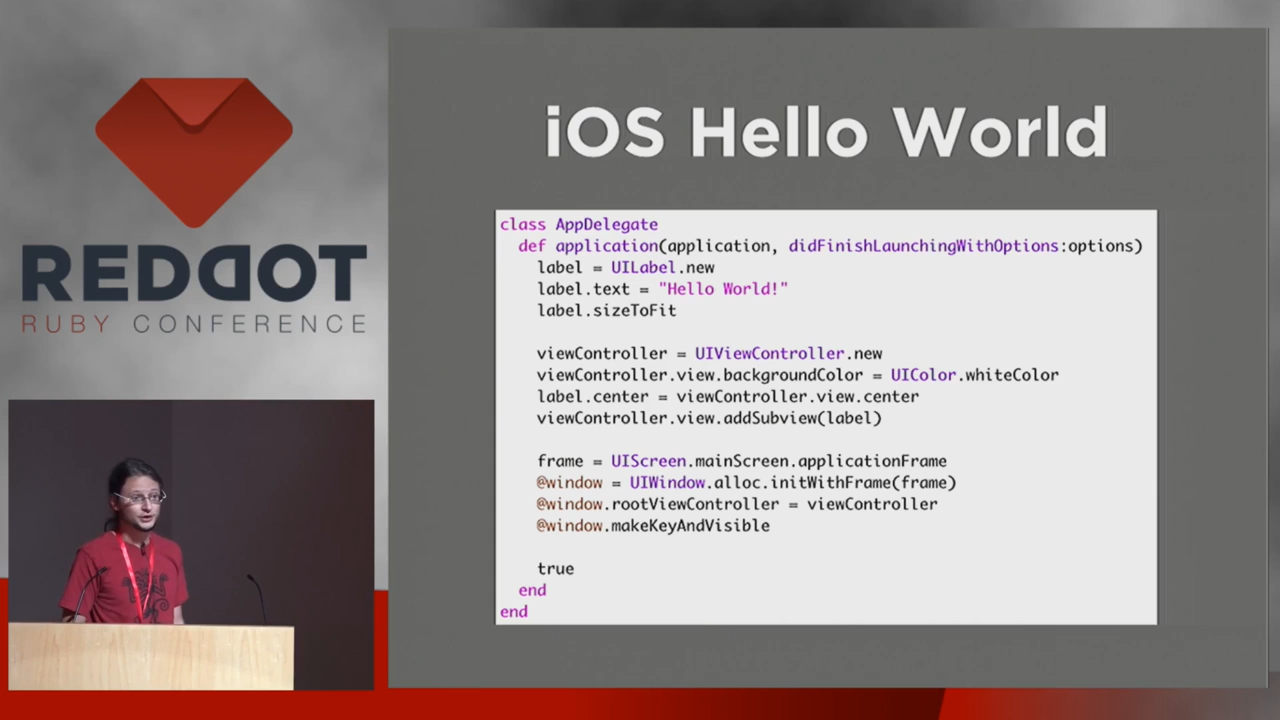 REDDOT
RUBY CONFERENCE
iOS Hello World
class AppDelegate
  def application(application, didFinishLaunchingWithOptions:options)
    label = UILabel.new
    label.text = "Hello World!"
    label.sizeToFit

    viewController = UIViewController.new
    viewController.view.backgroundColor = UIColor.whiteColor
    label.center = viewController.view.center
    viewController.view.addSubview(label)

    frame = UIScreen.mainScreen.applicationFrame
    @window = UIWindow.alloc.initWithFrame(frame)
    @window.rootViewController = viewController
    @window.makeKeyAndVisible

    true
  end
end